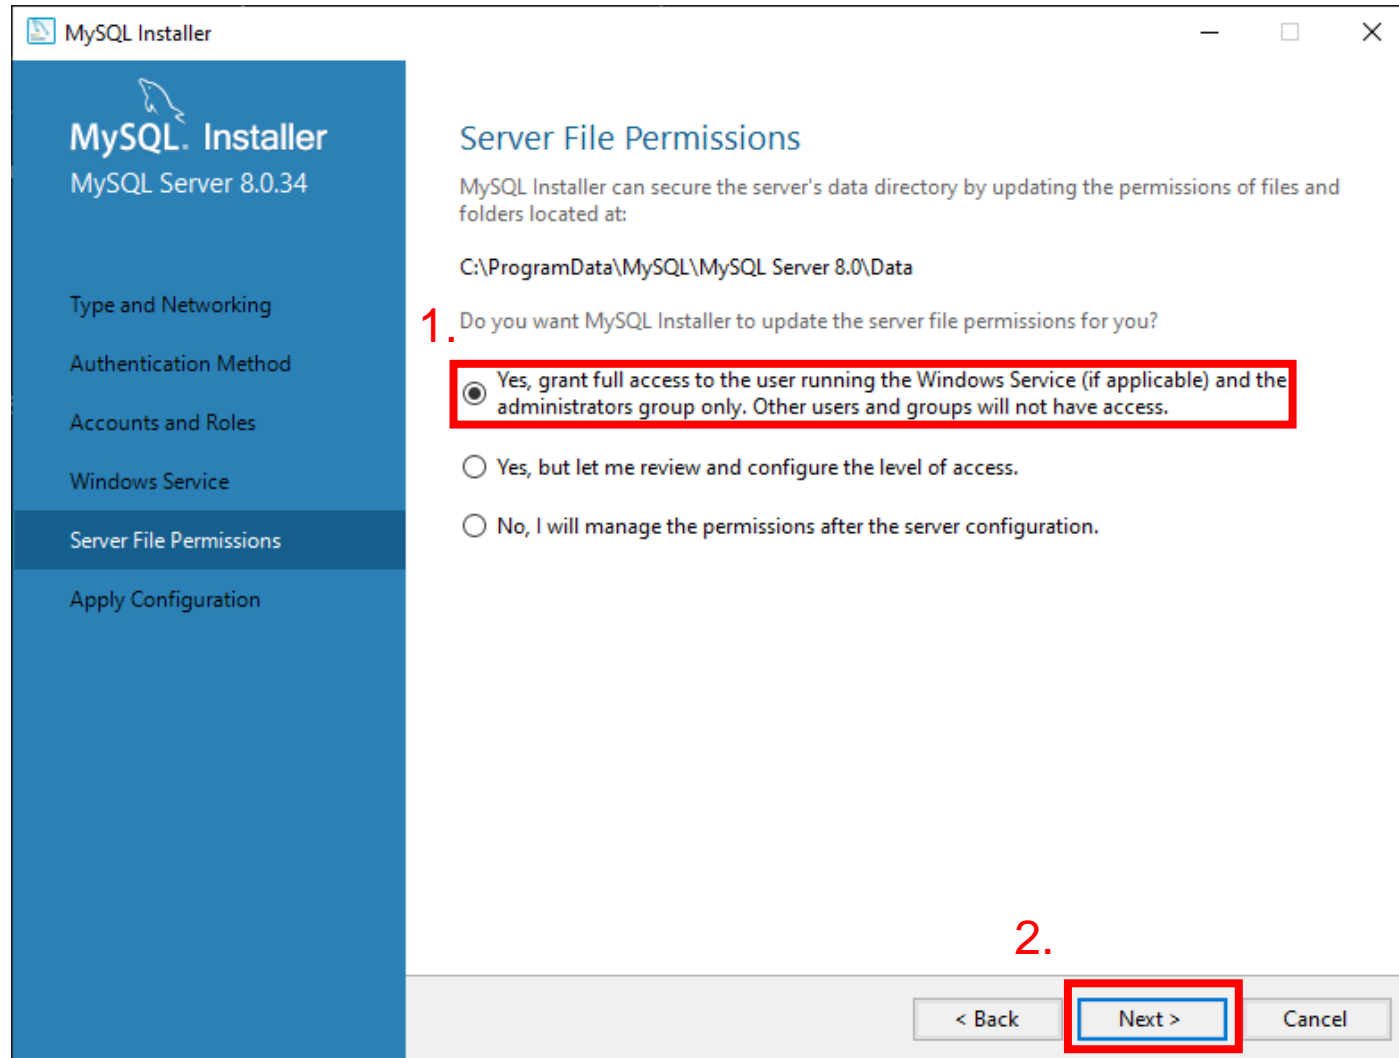 MySQL Installer
MySQL. Installer
MySQL Server 8.0.34
Type and Networking
Authentication Method
Accounts and Roles
Windows Service
Server File Permissions
Apply Configuration
Server File Permissions
MySQL Installer can secure the server's data directory by updating the permissions of files and
folders located at:
C:\ProgramData\MySQL\MySQL Server 8.0\Data
1.
Do you want MySQL Installer to update the server file permissions for you?
Yes, grant full access to the user running the Windows Service (if applicable) and the
administrators group only. Other users and groups will not have access.
Yes, but let me review and configure the level of access.
No, I will manage the permissions after the server configuration.
2.
< Back
Next >
Cancel